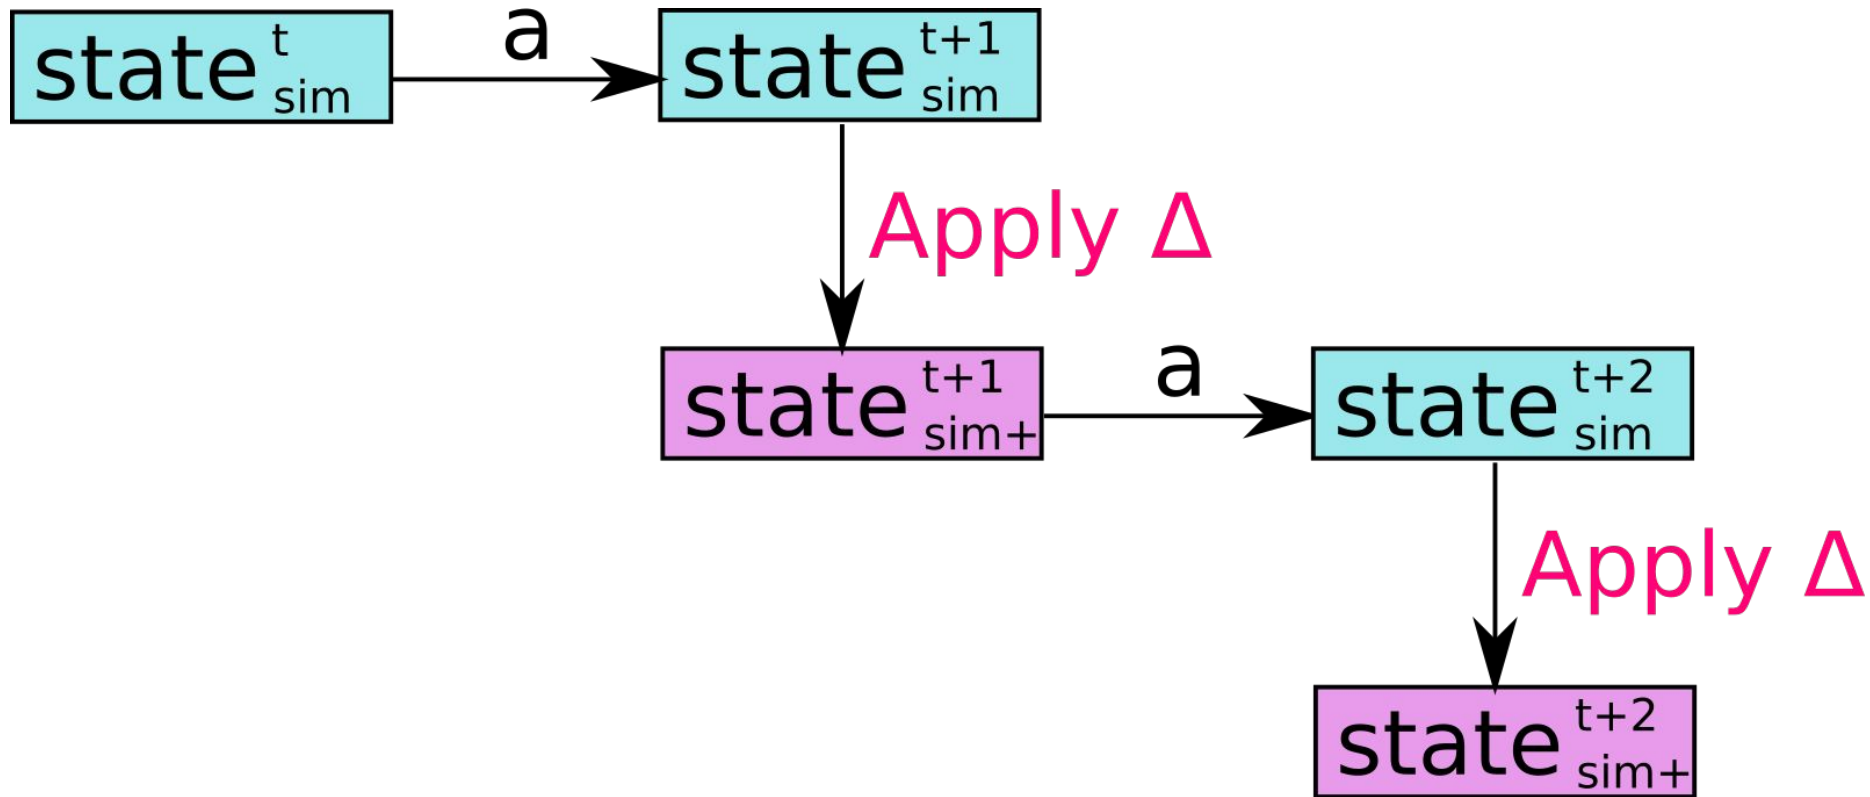 state t sim
a
state t+1 sim
Apply Δ
state t+1 sim+
a
state t+2 sim
Apply Δ
state t+2 sim+